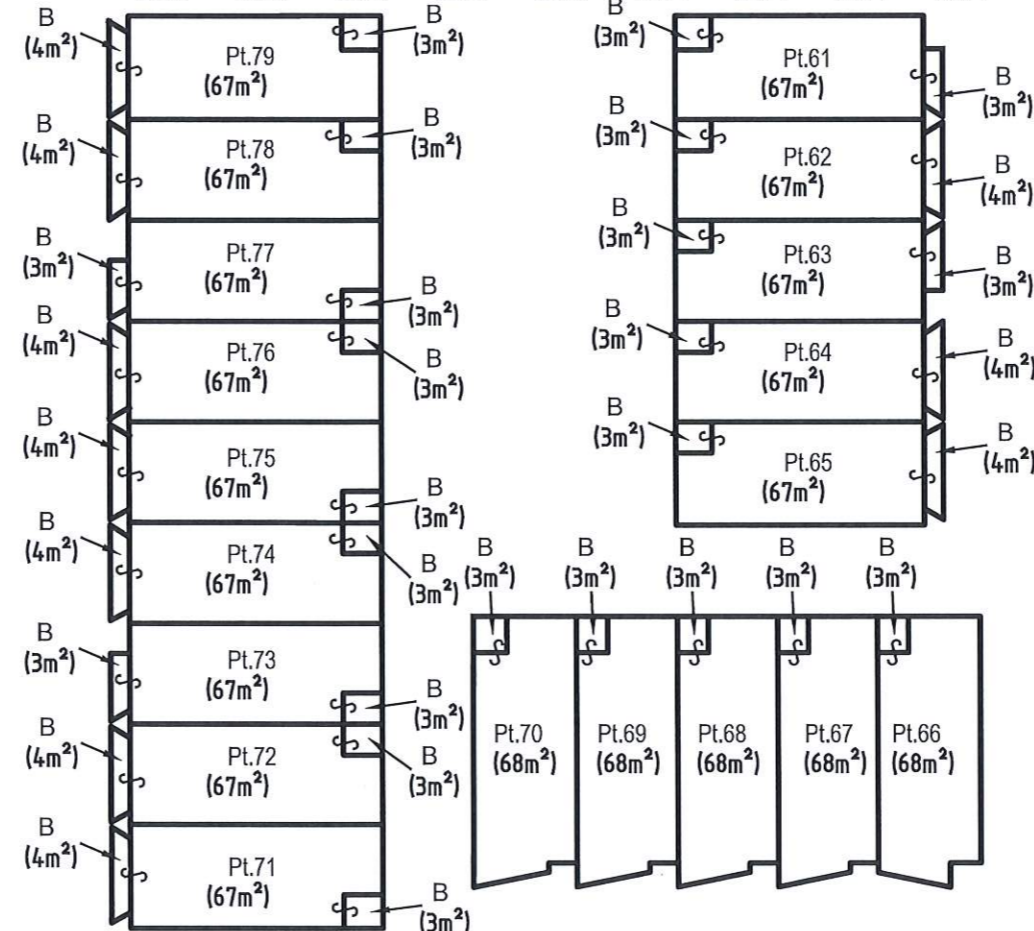 B
(4m²)
Pt.79
(67m²)
B
(3m²)
B
(4m²)
Pt.78
(67m²)
B
(3m²)
B
(3m²)
Pt.77
(67m²)
B
(3m²)
B
(4m²)
Pt.76
(67m²)
B
(3m²)
B
(4m²)
Pt.75
(67m²)
B
(3m²)
B
(4m²)
Pt.74
(67m²)
B
(3m²)
B
(3m²)
Pt.73
(67m²)
B
(3m²)
B
(4m²)
Pt.72
(67m²)
B
(3m²)
B
(4m²)
Pt.71
(67m²)
B
(3m²)
B
(3m²)
Pt.61
(67m²)
B
(3m²)
B
(3m²)
Pt.62
(67m²)
B
(4m²)
B
(3m²)
Pt.63
(67m²)
B
(3m²)
B
(3m²)
Pt.64
(67m²)
B
(4m²)
B
(3m²)
Pt.65
(67m²)
B
(4m²)
B
(3m²)
B
(3m²)
B
(3m²)
B
(3m²)
B
(3m²)
Pt.70
(68m²)
Pt.69
(68m²)
Pt.68
(68m²)
Pt.67
(68m²)
Pt.66
(68m²)